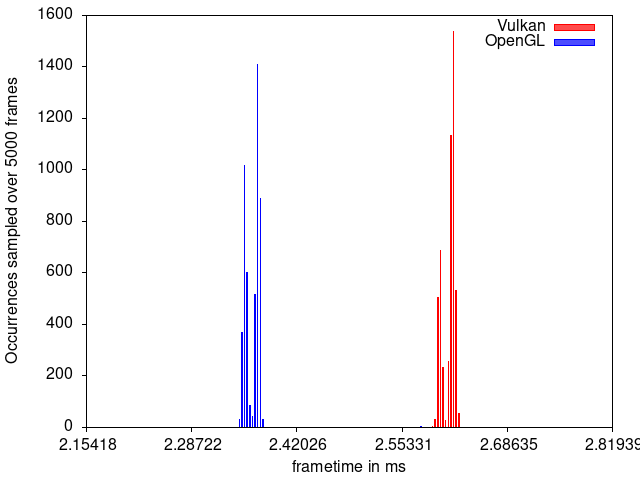 Vulkan
OpenGL
1600
1400
1200
1000
800
600
400
200
0
Occurrences sampled over 5000 frames
2.15418 2.28722 2.42026 2.55331 2.68635 2.81939
frametime in ms